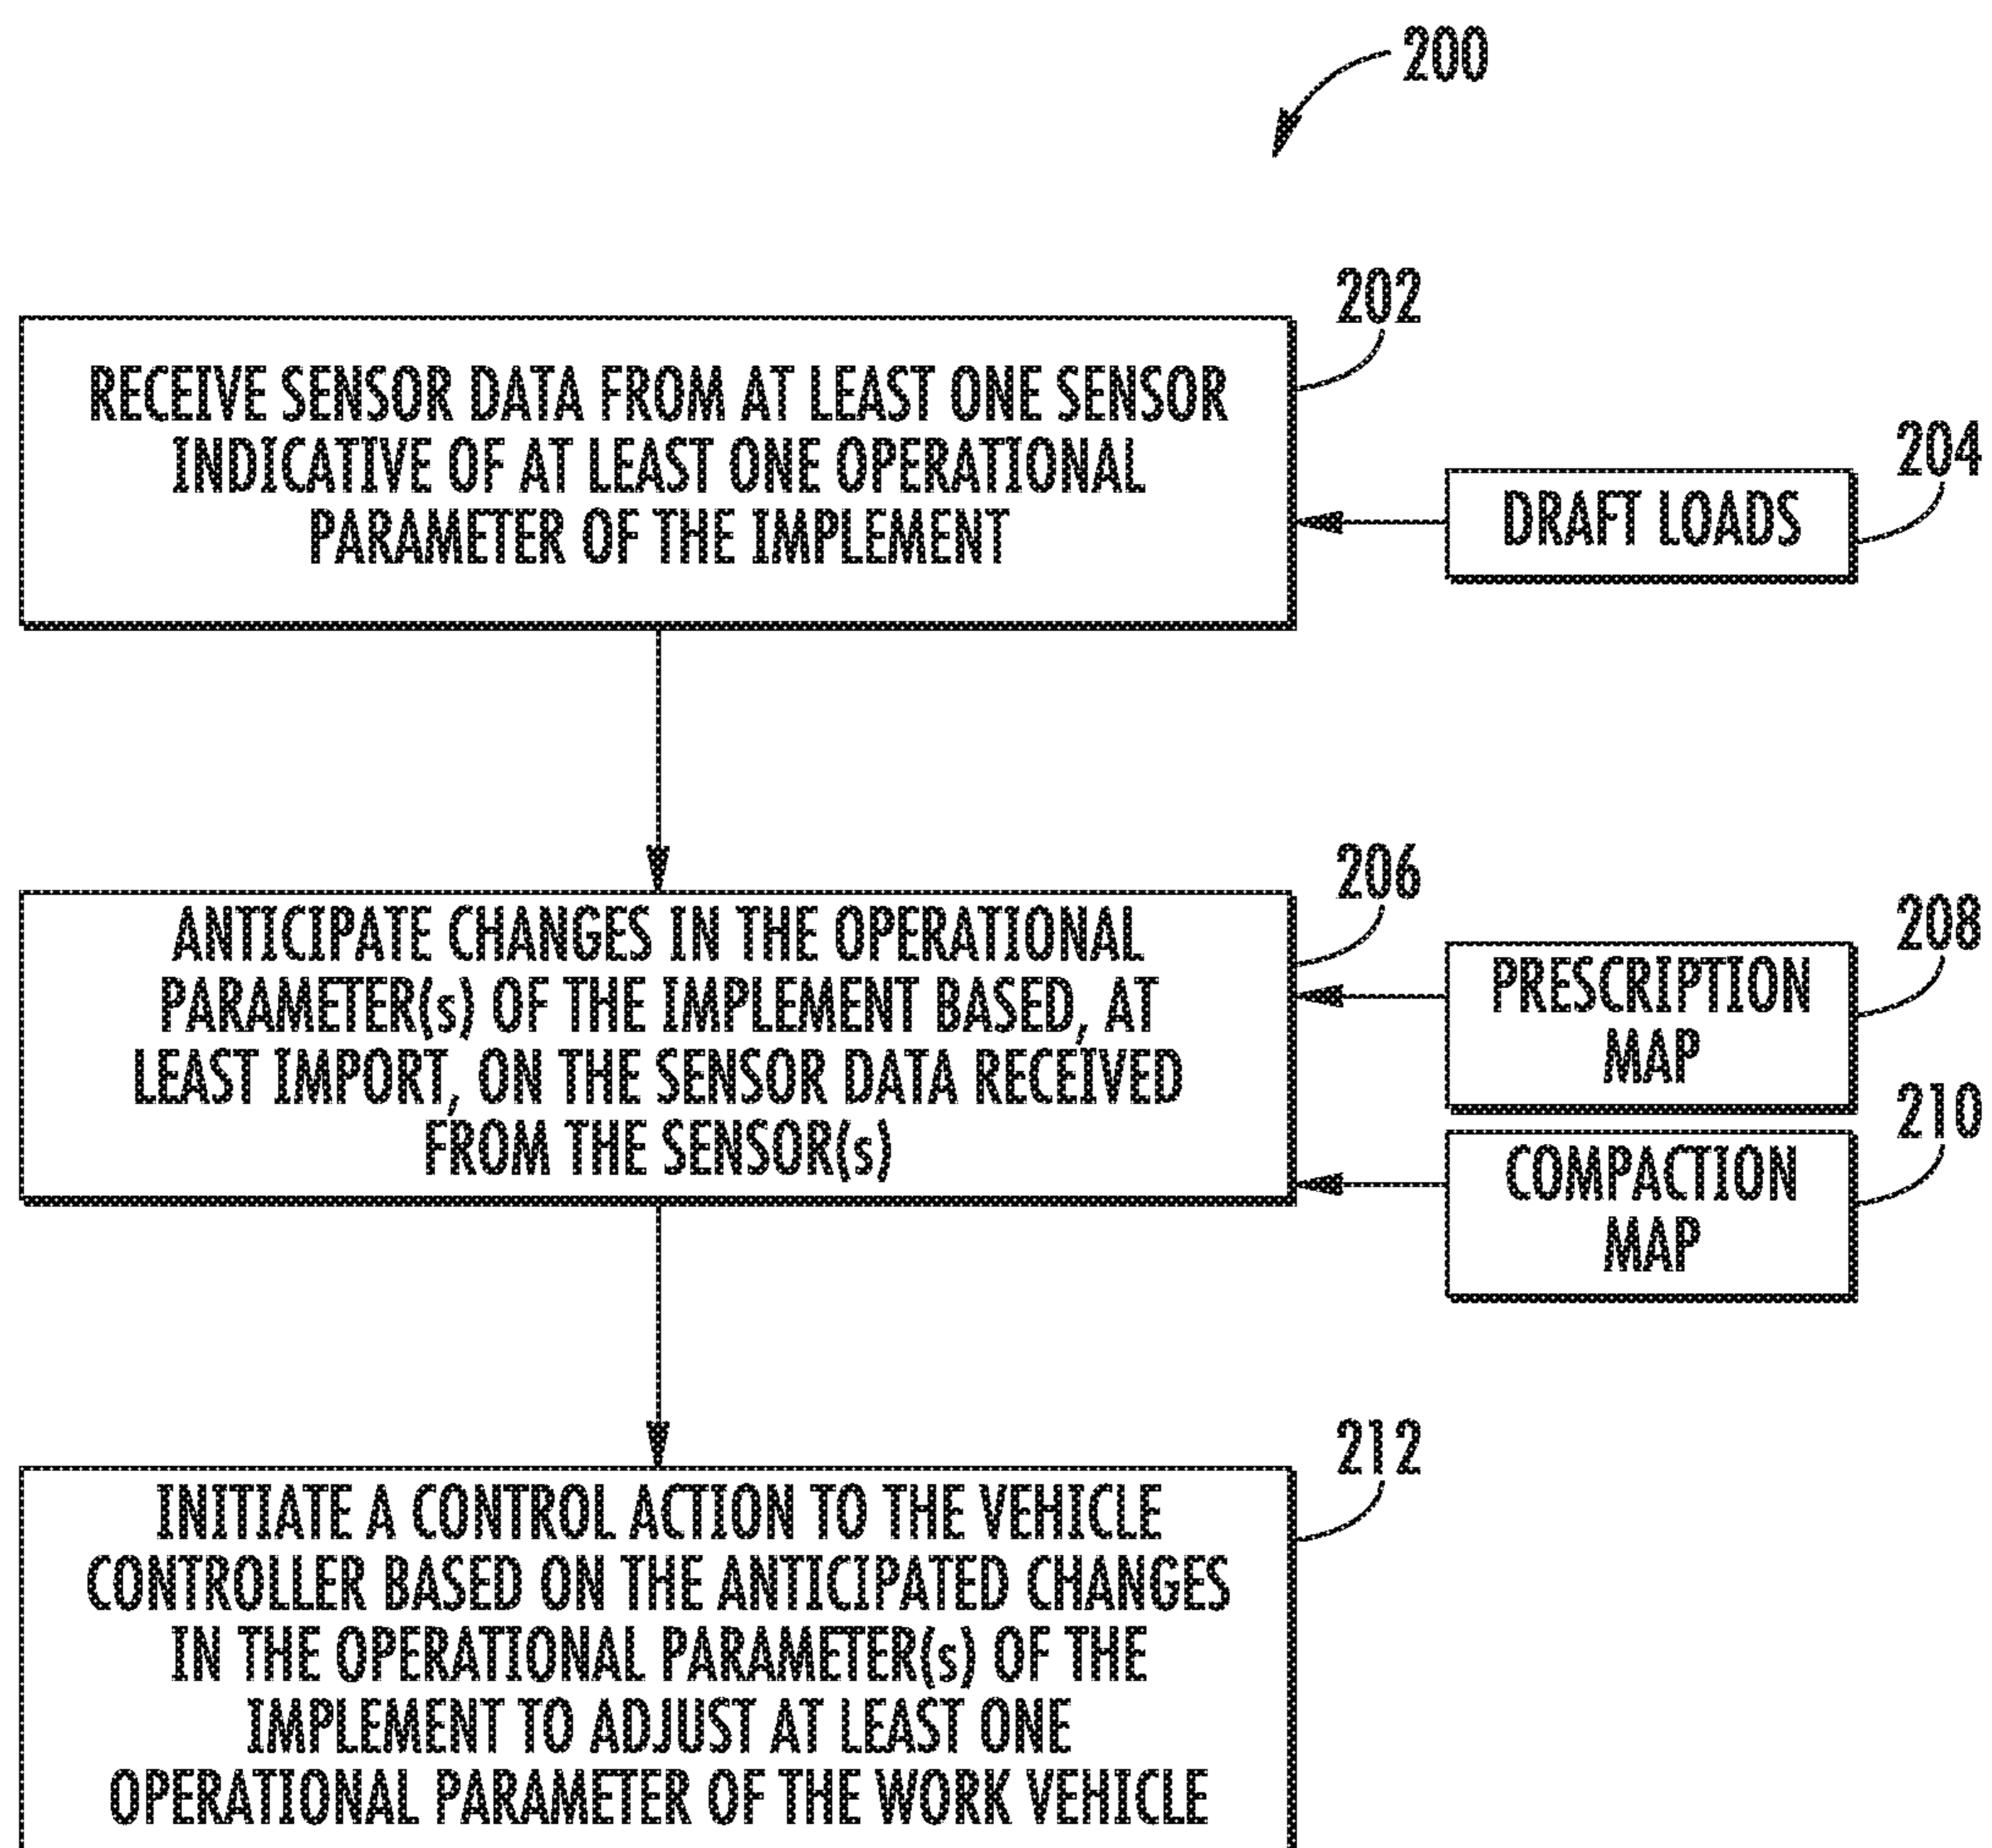 200
202
RECEIVE SENSOR DATA FROM AT LEAST ONE SENSOR
INDICATIVE OF AT LEAST ONE OPERATIONAL
PARAMETER OF THE IMPLEMENT
204
DRAFT LOADS
206
ANTICIPATE CHANGES IN THE OPERATIONAL
PARAMETER(s) OF THE IMPLEMENT BASED, AT
LEAST IMPORT, ON THE SENSOR DATA RECEIVED
FROM THE SENSOR(s)
208
PRESCRIPTION
MAP
210
COMPACTION
MAP
212
INITIATE A CONTROL ACTION TO THE VEHICLE
CONTROLLER BASED ON THE ANTICIPATED CHANGES
IN THE OPERATIONAL PARAMETER(s) OF THE
IMPLEMENT TO ADJUST AT LEAST ONE
OPERATIONAL PARAMETER OF THE WORK VEHICLE